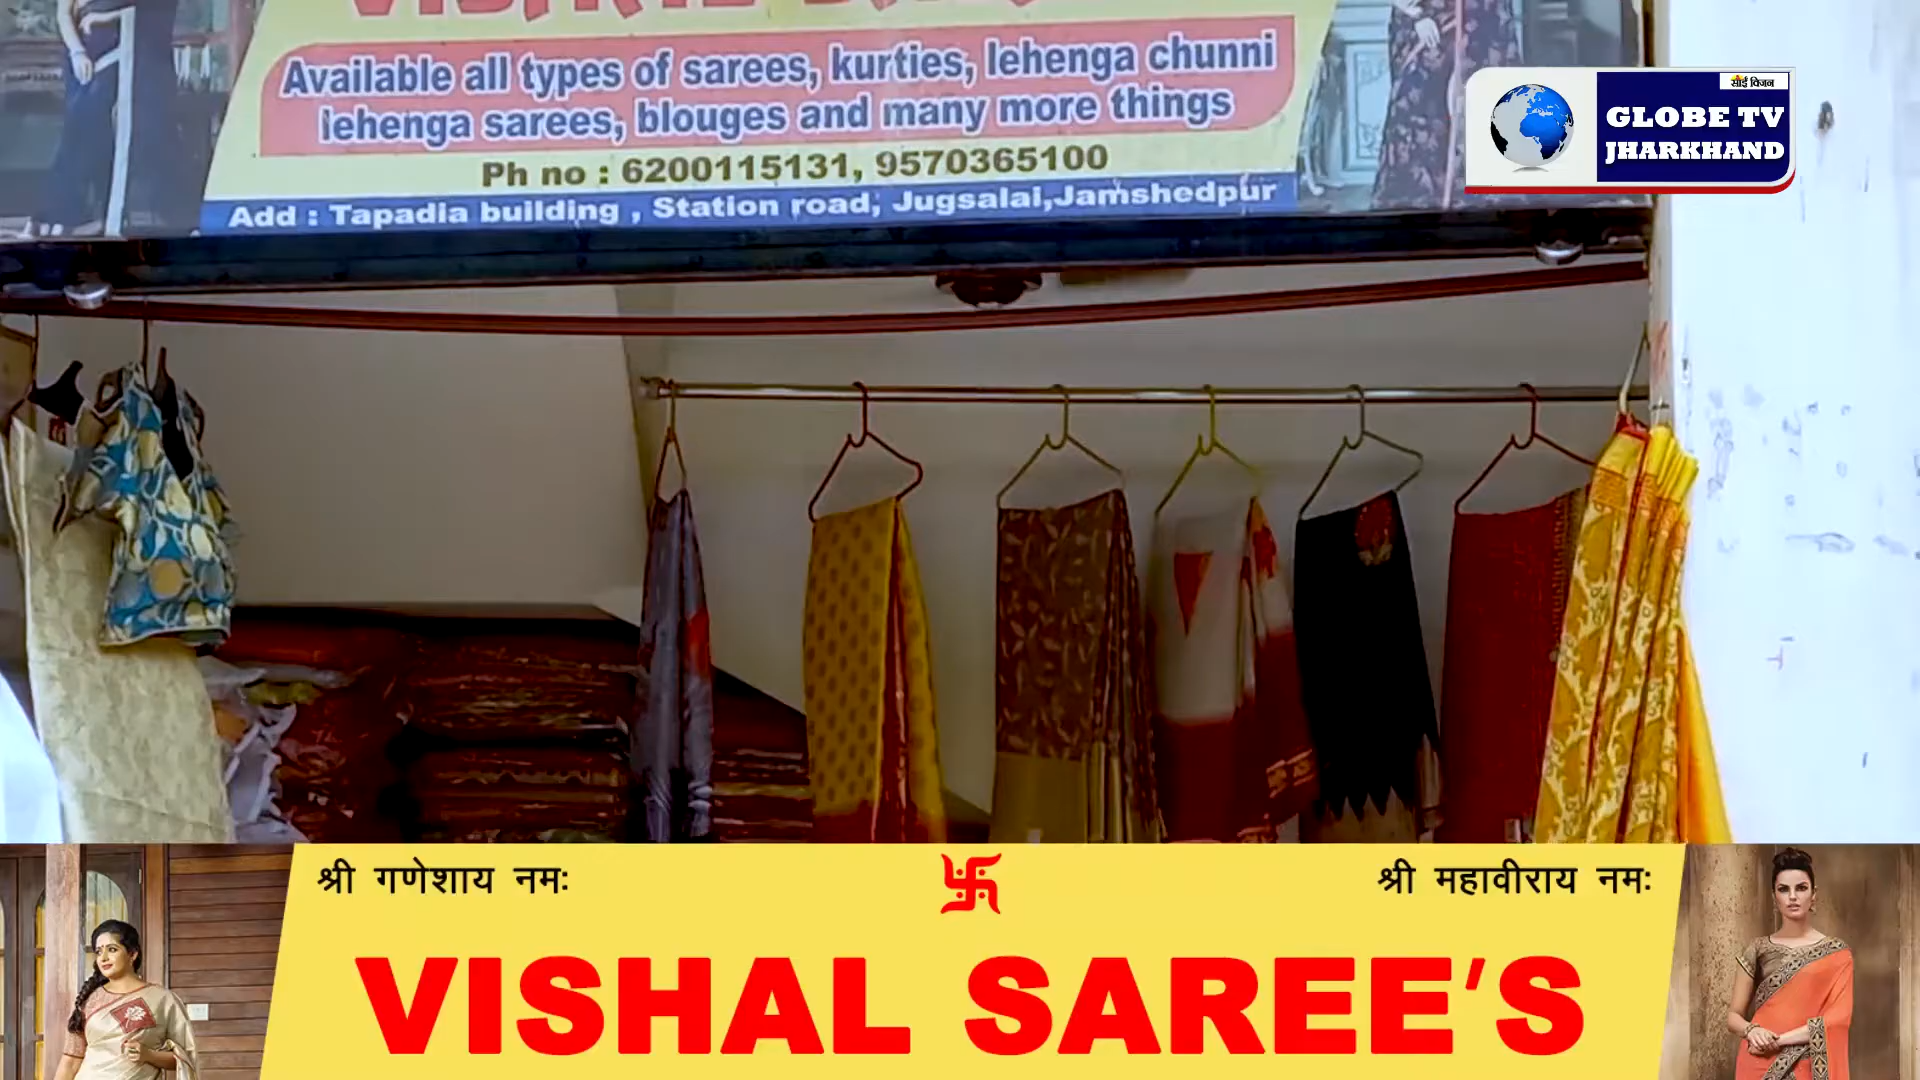 Available all types of sarees, kurties, lehenga chunni
lehenga sarees, blouges and many more things
Ph no : 6200115131, 9570365100
Add : Tapadia building , Station road, Jugsalai,Jamshedpur
साई विजन
GLOBE TV
JHARKHAND
श्री गणेशाय नमः
श्री महावीराय नमः
VISHAL SAREE'S